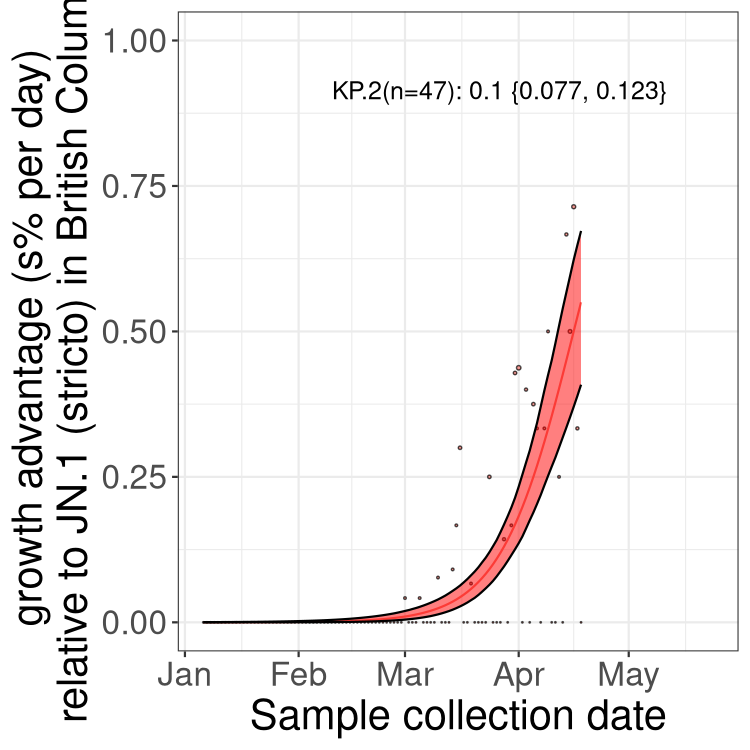 growth advantage (s% per day)
relative to JN.1 (stricto) in British Colum
1.00
0.75
0.50
0.25
0.00
KP.2(n=47): 0.1 {0.077, 0.123}
Jan Feb Mar Apr May
Sample collection date